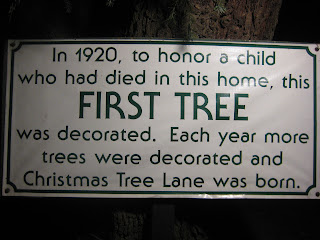 In 1920, to honor a child
who had died in this home, this
FIRST TREE
was decorated. Each year more
trees were decorated and
Christmas Tree Lane was born.